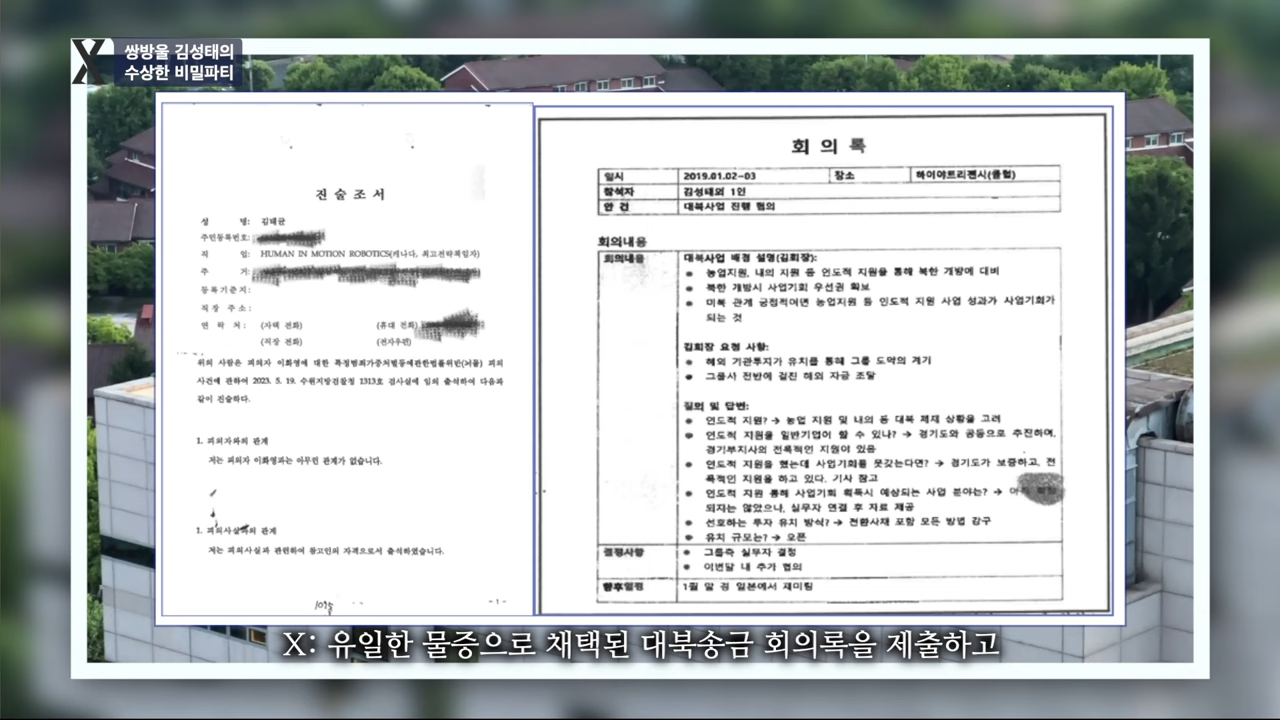 X 쌍방울 김성태의
수상한 비밀파티
진 술 조 서
성 명: 김태균
주민등록번호:
직 업: HUMAN IN MOTION ROBOTICS(캐나다, 최고전략책임자)
주 거:
등록기준지:
직장 주소:
연 락 처: (자택 전화) (휴대 전화)
(직장 전화) (전자우편)
위의 사람은 피의자 이화영에 대한 특정범죄가중처벌등에관한법률위반(뇌물) 피의
사건에 관하여 2023. 5. 19. 수원지방검찰청 1313호 검사실에 임의 출석하여 다음과
같이 진술하다.
1. 피의자와의 관계
저는 피의자 이화영과는 아무런 관계가 없습니다.
1. 피의사실과의 관계
저는 피의사실과 관련하여 참고인의 자격으로서 출석하였습니다.
- 1 -
회 의 록
일시 2019.01.02-03 장소 하이야트리젠시(클럽)
참석자 김성태외 1인
안 건 대북사업 진행 협의
회의내용
회의내용 대북사업 배경 설명(김회장):
● 농업지원, 내의 지원 등 인도적 지원을 통해 북한 개방에 대비
● 북한 개방시 사업기회 우선권 확보
● 미북 관계 긍정적이면 농업지원 등 인도적 지원 사업 성과가 사업기회가
되는 것
김회장 요청 사항:
● 해외 기관투자가 유치를 통해 그룹 도약의 계기
● 그룹사 전반에 걸친 해외 자금 조달
질의 및 답변:
● 인도적 지원? → 농업 지원 및 내의 등 대북 제재 상황을 고려
● 인도적 지원을 일반기업이 할 수 있나? → 경기도와 공동으로 추진하며,
경기부지사의 전폭적인 지원이 있음
● 인도적 지원을 했는데 사업기회를 못갖는다면? → 경기도가 보증하고, 전
폭적인 지원을 하고 있다. 기사 참고
● 인도적 지원 통해 사업기회 획득시 예상되는 사업 분야는? →
되지는 않았으나, 실무자 연결 후 자료 제공
● 선호하는 투자 유치 방식? → 전환사채 포함 모든 방법 강구
● 유치 규모는? → 오픈
결정사항 ● 그룹측 실무자 결정
● 이번달 내 추가 협의
향후일정 1월 말 경 일본에서 재미팅
X: 유일한 물증으로 채택된 대북송금 회의록을 제출하고